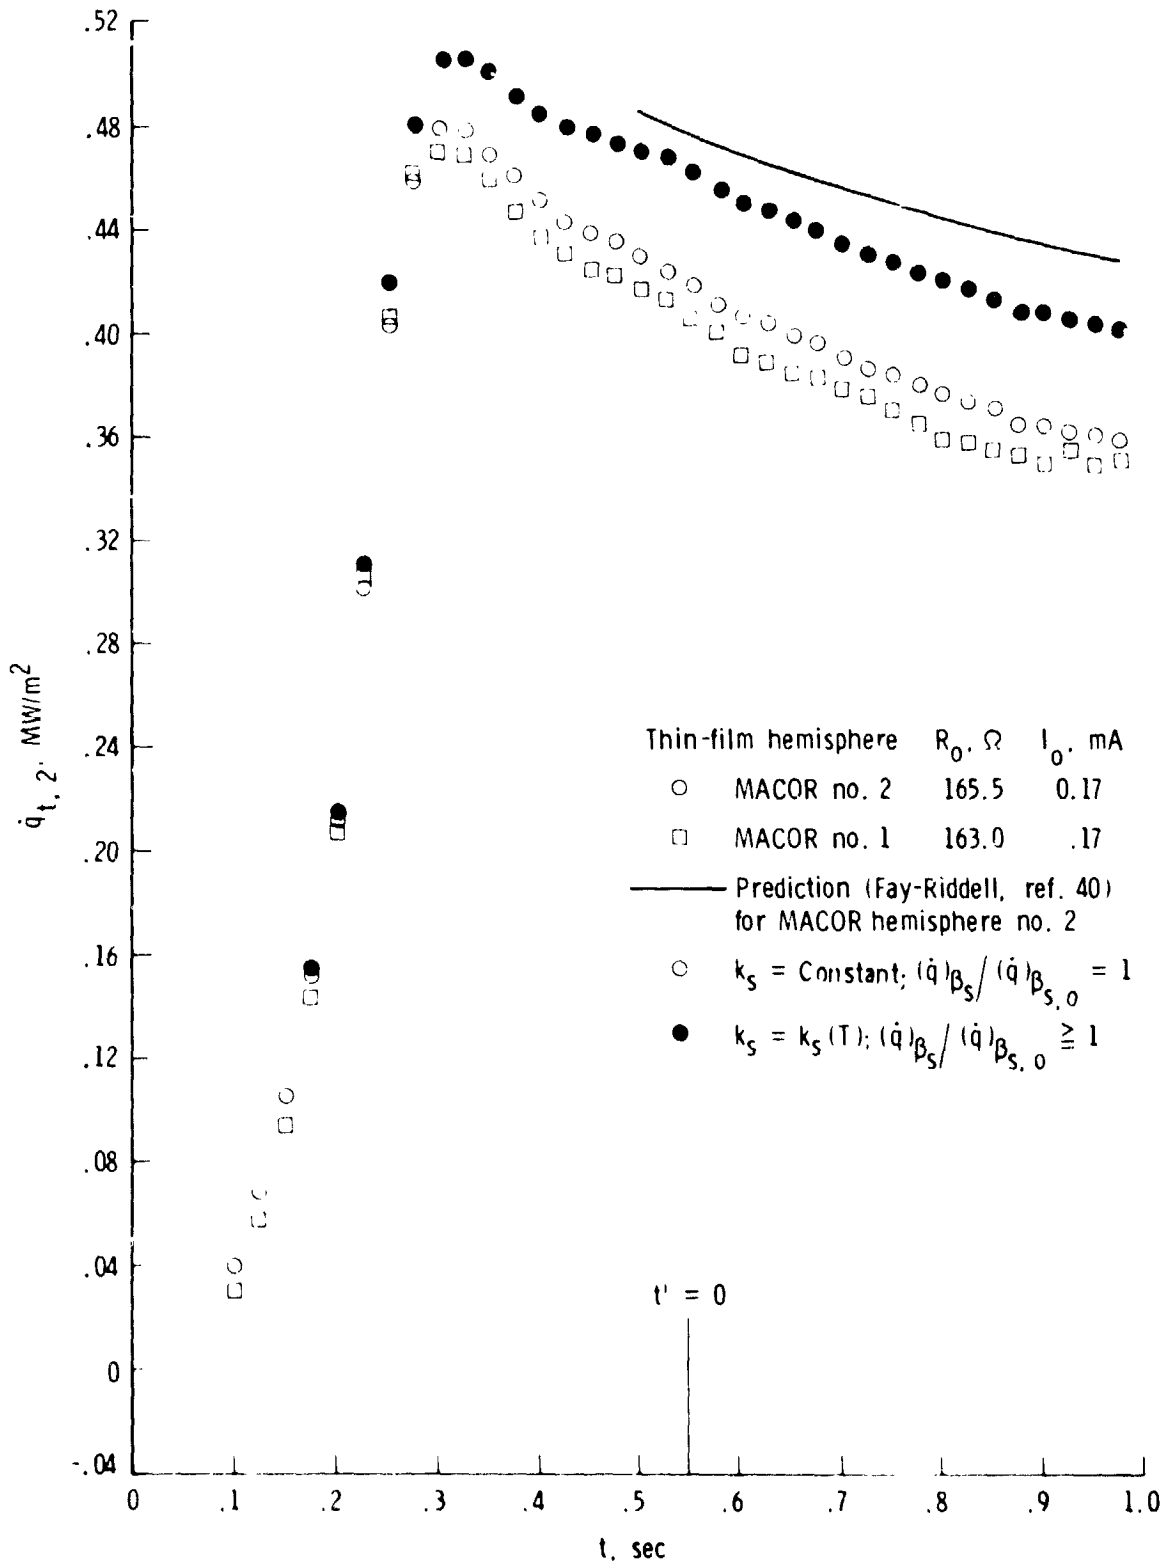 .52
.48
.44
.40
.36
.32
.28
.24
.20
.16
.12
.08
.04
0
-.04
q̇t, 2, MW/m²
Thin-film hemisphere R₀, Ω I₀, mA
○ MACOR no. 2 165.5 0.17
□ MACOR no. 1 163.0 .17
Prediction (Fay-Riddell, ref. 40)
for MACOR hemisphere no. 2
○ kₛ = Constant; (q̇)βₛ/(q̇)βₛ,₀ = 1
● kₛ = kₛ(T); (q̇)βₛ/(q̇)βₛ,₀ ≧ 1
t' = 0
0 .1 .2 .3 .4 .5 .6 .7 .8 .9 1.0
t, sec